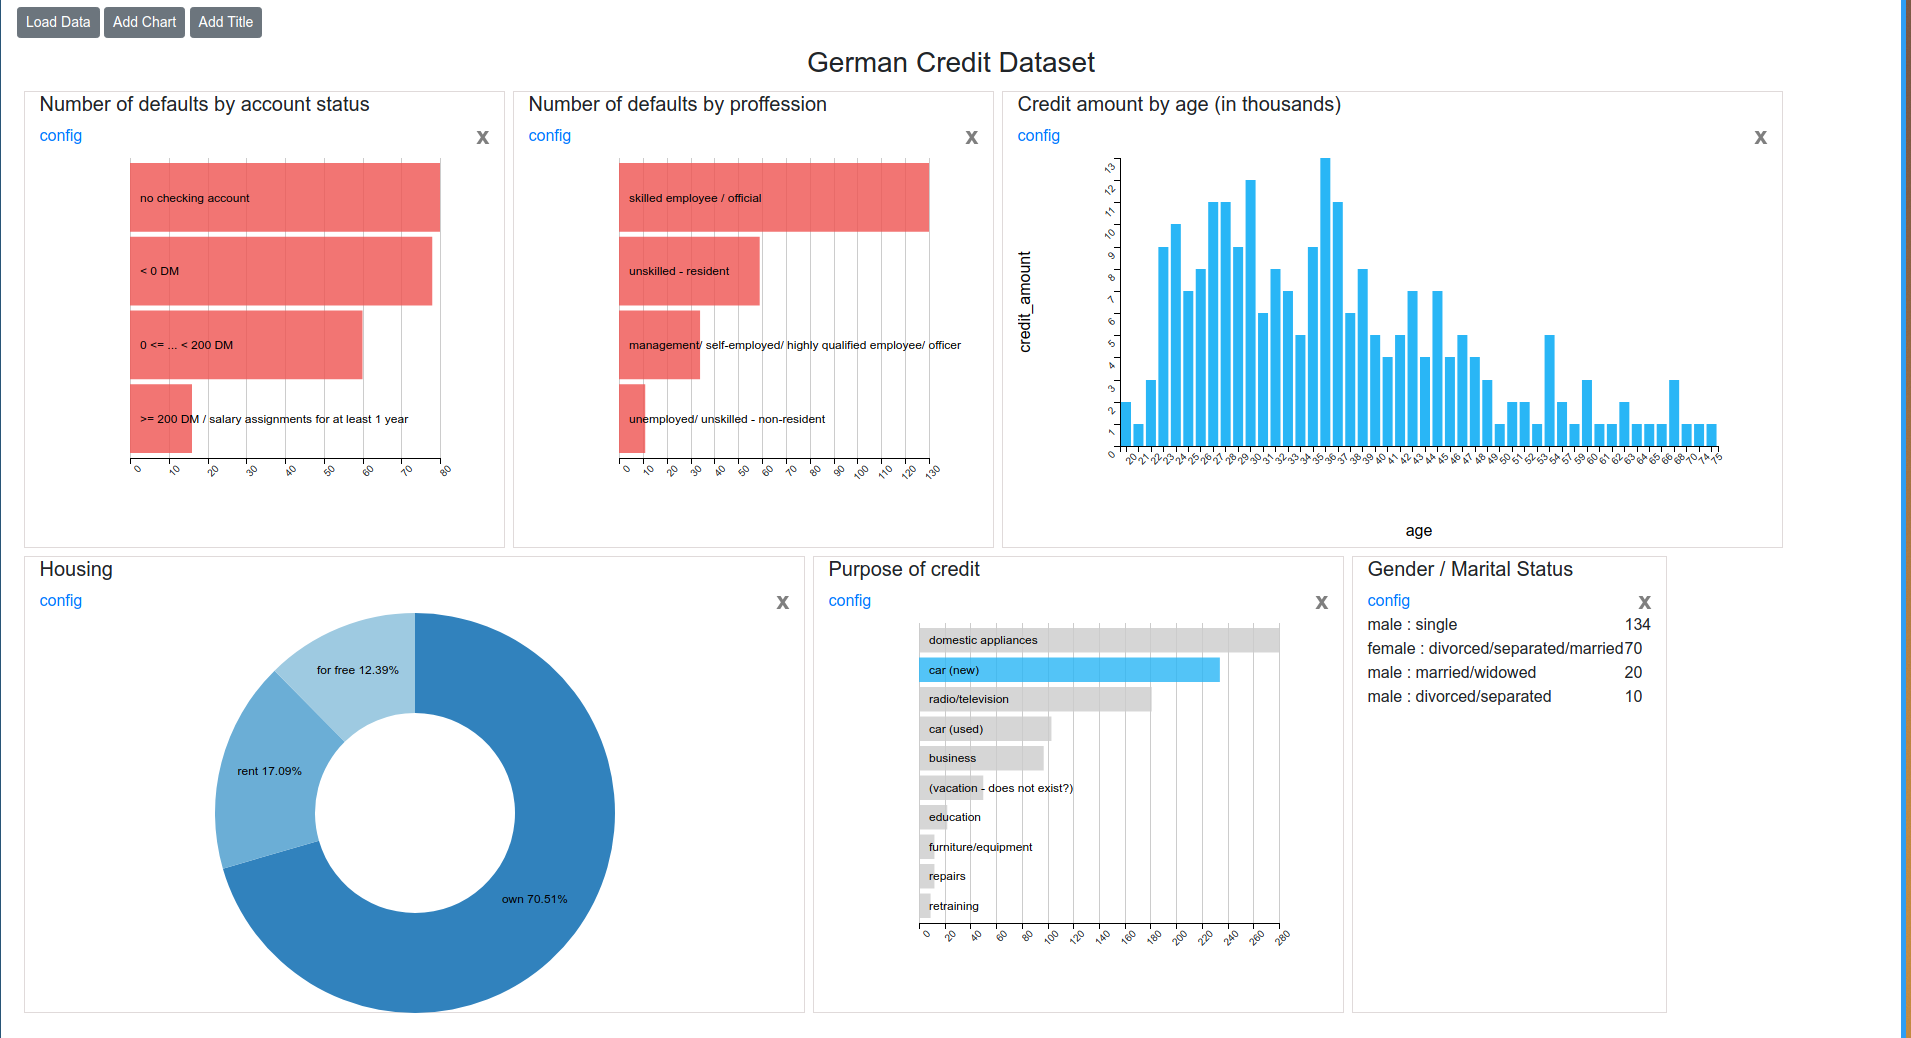 Load Data Add Chart Add Title
German Credit Dataset
Number of defaults by account status
config x
no checking account
< 0 DM
0 <= ... < 200 DM
>= 200 DM / salary assignments for at least 1 year
0 10 20 30 40 50 60 70 80
Number of defaults by proffession
config x
skilled employee / official
unskilled - resident
management/ self-employed/ highly qualified employee/ officer
unemployed/ unskilled - non-resident
0 10 20 30 40 50 60 70 80 90 100 110 120 130
Credit amount by age (in thousands)
config x
credit_amount
13
12
11
10
9
8
7
6
5
4
3
2
1
0
20 21 22 23 24 25 26 27 28 29 30 31 32 33 34 35 36 37 38 39 40 41 42 43 44 45 46 47 48 49 50 51 52 53 54 57 59 60 61 62 63 64 65 66 68 70 74 75
age
Housing
config x
for free 12.39%
rent 17.09%
own 70.51%
Purpose of credit
config x
domestic appliances
car (new)
radio/television
car (used)
business
(vacation - does not exist?)
education
furniture/equipment
repairs
retraining
0 20 40 60 80 100 120 140 160 180 200 220 240 260 280
Gender / Marital Status
config x
male : single 134
female : divorced/separated/married 70
male : married/widowed 20
male : divorced/separated 10